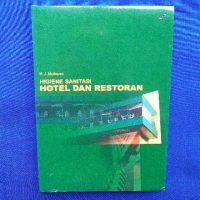 HIGIENE SANITASI
HOTEL DAN RESTORAN